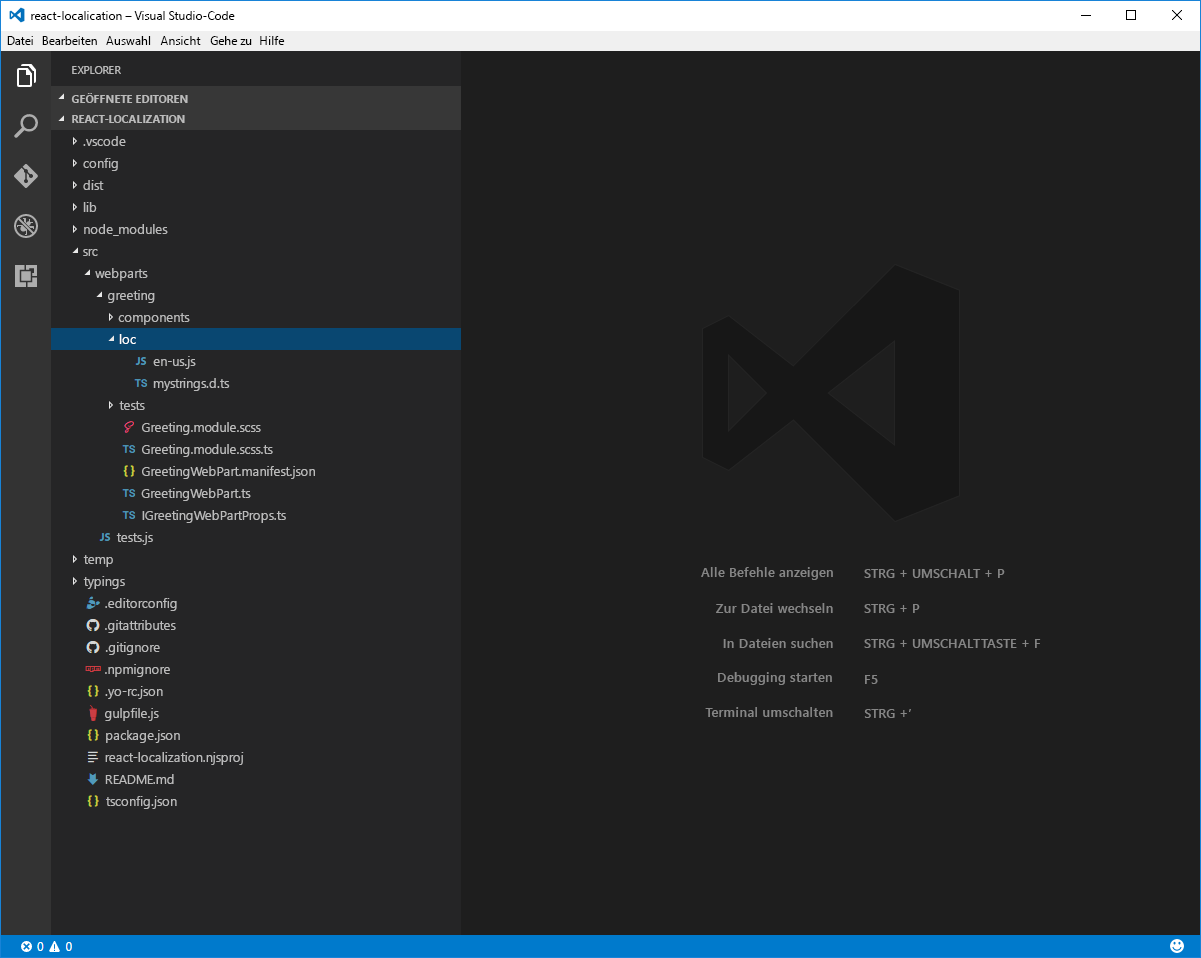 react-localication – Visual Studio-Code
Datei Bearbeiten Auswahl Ansicht Gehe zu Hilfe
EXPLORER
GEÖFFNETE EDITOREN
REACT-LOCALIZATION
.vscode
config
dist
lib
node_modules
src
webparts
greeting
components
loc
JS en-us.js
TS mystrings.d.ts
tests
Greeting.module.scss
TS Greeting.module.scss.ts
{} GreetingWebPart.manifest.json
TS GreetingWebPart.ts
TS IGreetingWebPartProps.ts
JS tests.js
temp
typings
.editorconfig
.gitattributes
.gitignore
npm .npmignore
{} .yo-rc.json
gulpfile.js
{} package.json
react-localization.njsproj
README.md
{} tsconfig.json
Alle Befehle anzeigen STRG + UMSCHALT + P
Zur Datei wechseln STRG + P
In Dateien suchen STRG + UMSCHALTTASTE + F
Debugging starten F5
Terminal umschalten STRG +'
0 0